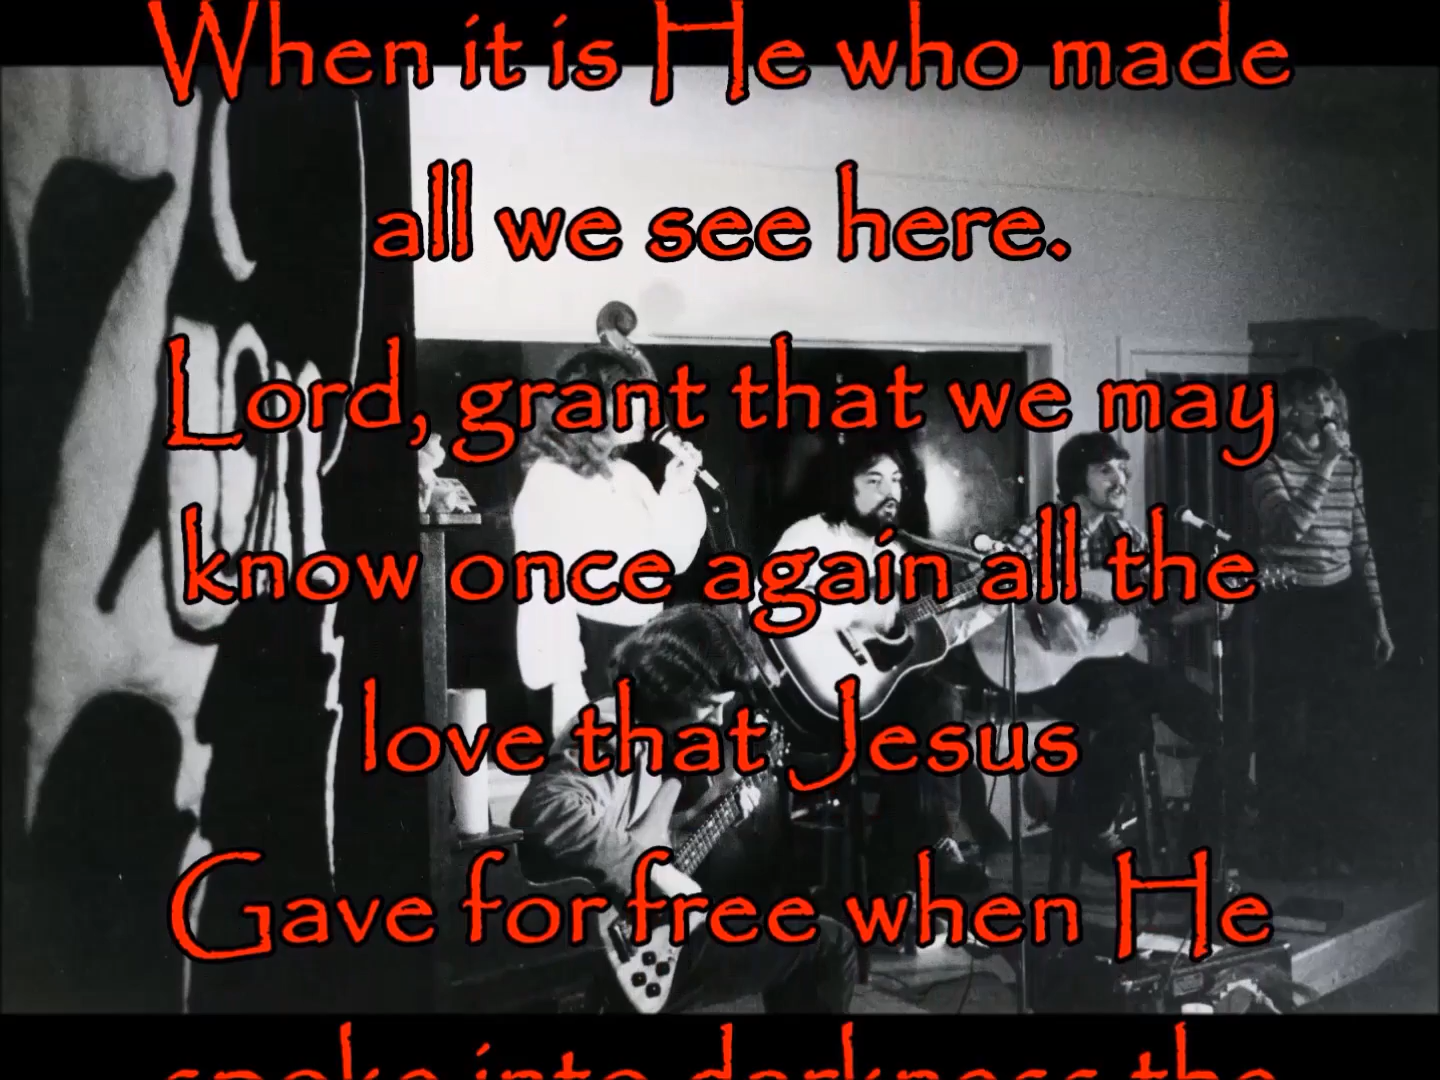 When it is He who made
all we see here.
Lord, grant that we may
know once again all the
love that Jesus
Gave for free when He
spoke into darkness the